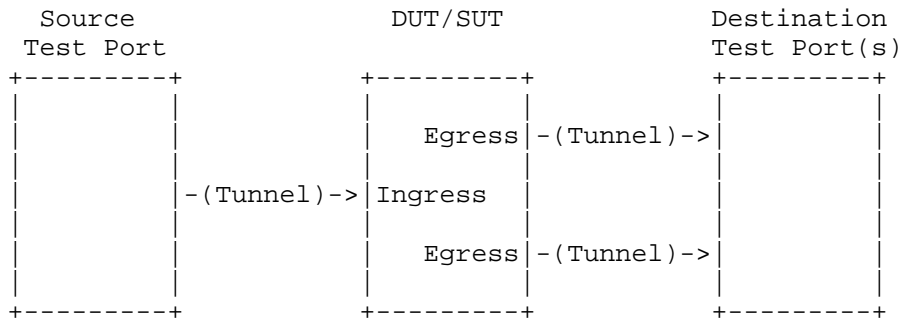 Source                 DUT/SUT              Destination
 Test Port                                  Test Port(s)
+---------+            +---------+          +---------+
|         |            |         |          |         |
|         |            |   Egress|-(Tunnel)->|         |
|         |            |         |          |         |
|         |-(Tunnel)->|Ingress  |          |         |
|         |            |         |          |         |
|         |            |   Egress|-(Tunnel)->|         |
|         |            |         |          |         |
+---------+            +---------+          +---------+